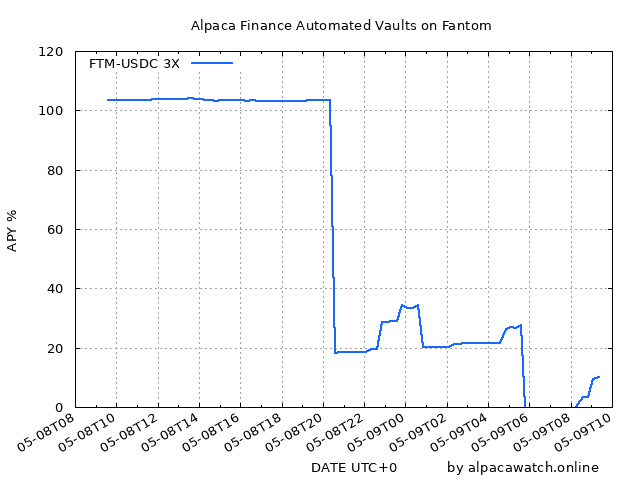 Alpaca Finance Automated Vaults on Fantom
FTM-USDC 3X
120
100
80
60
40
20
0
APY %
05-08T08
05-08T10
05-08T12
05-08T14
05-08T16
05-08T18
05-08T20
05-08T22
05-09T00
05-09T02
05-09T04
05-09T06
05-09T08
05-09T10
DATE UTC+0
by alpacawatch.online